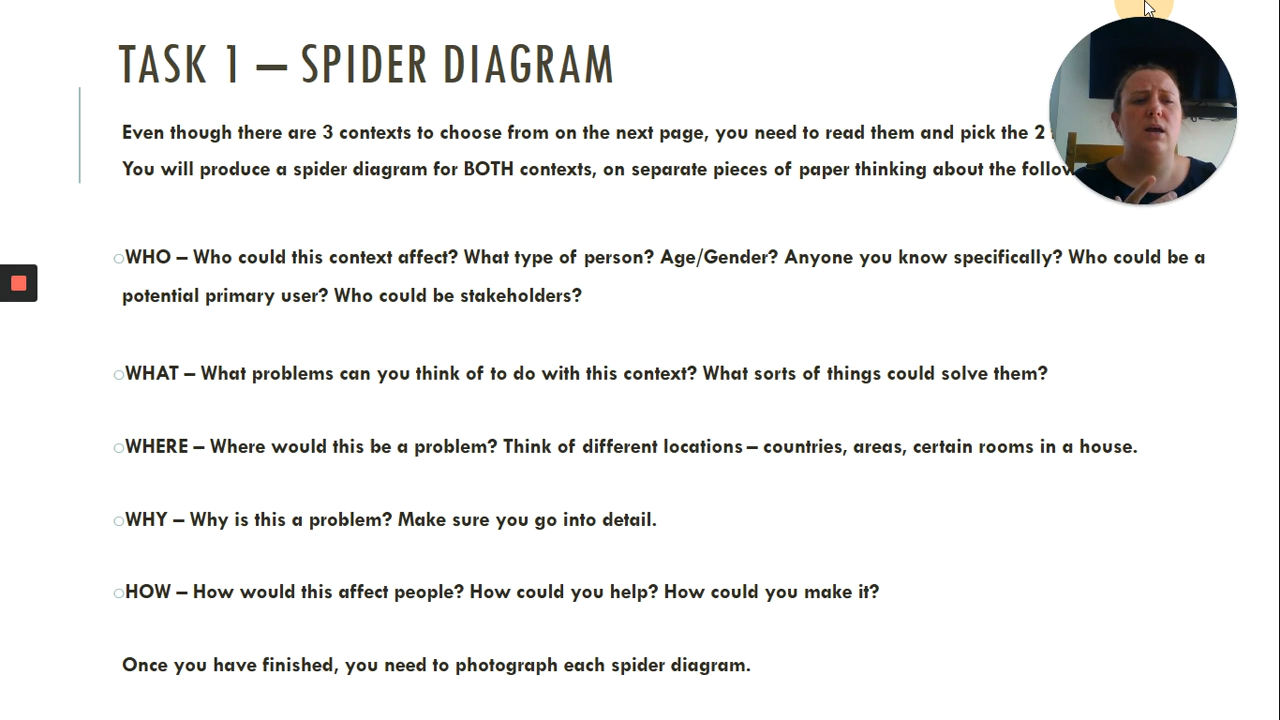 TASK 1 – SPIDER DIAGRAM
Even though there are 3 contexts to choose from on the next page, you need to read them and pick the 2
You will produce a spider diagram for BOTH contexts, on separate pieces of paper thinking about the
WHO – Who could this context affect? What type of person? Age/Gender? Anyone you know specifically? Who could be a
potential primary user? Who could be stakeholders?
WHAT – What problems can you think of to do with this context? What sorts of things could solve them?
WHERE – Where would this be a problem? Think of different locations – countries, areas, certain rooms in a house.
WHY – Why is this a problem? Make sure you go into detail.
HOW – How would this affect people? How could you help? How could you make it?
Once you have finished, you need to photograph each spider diagram.